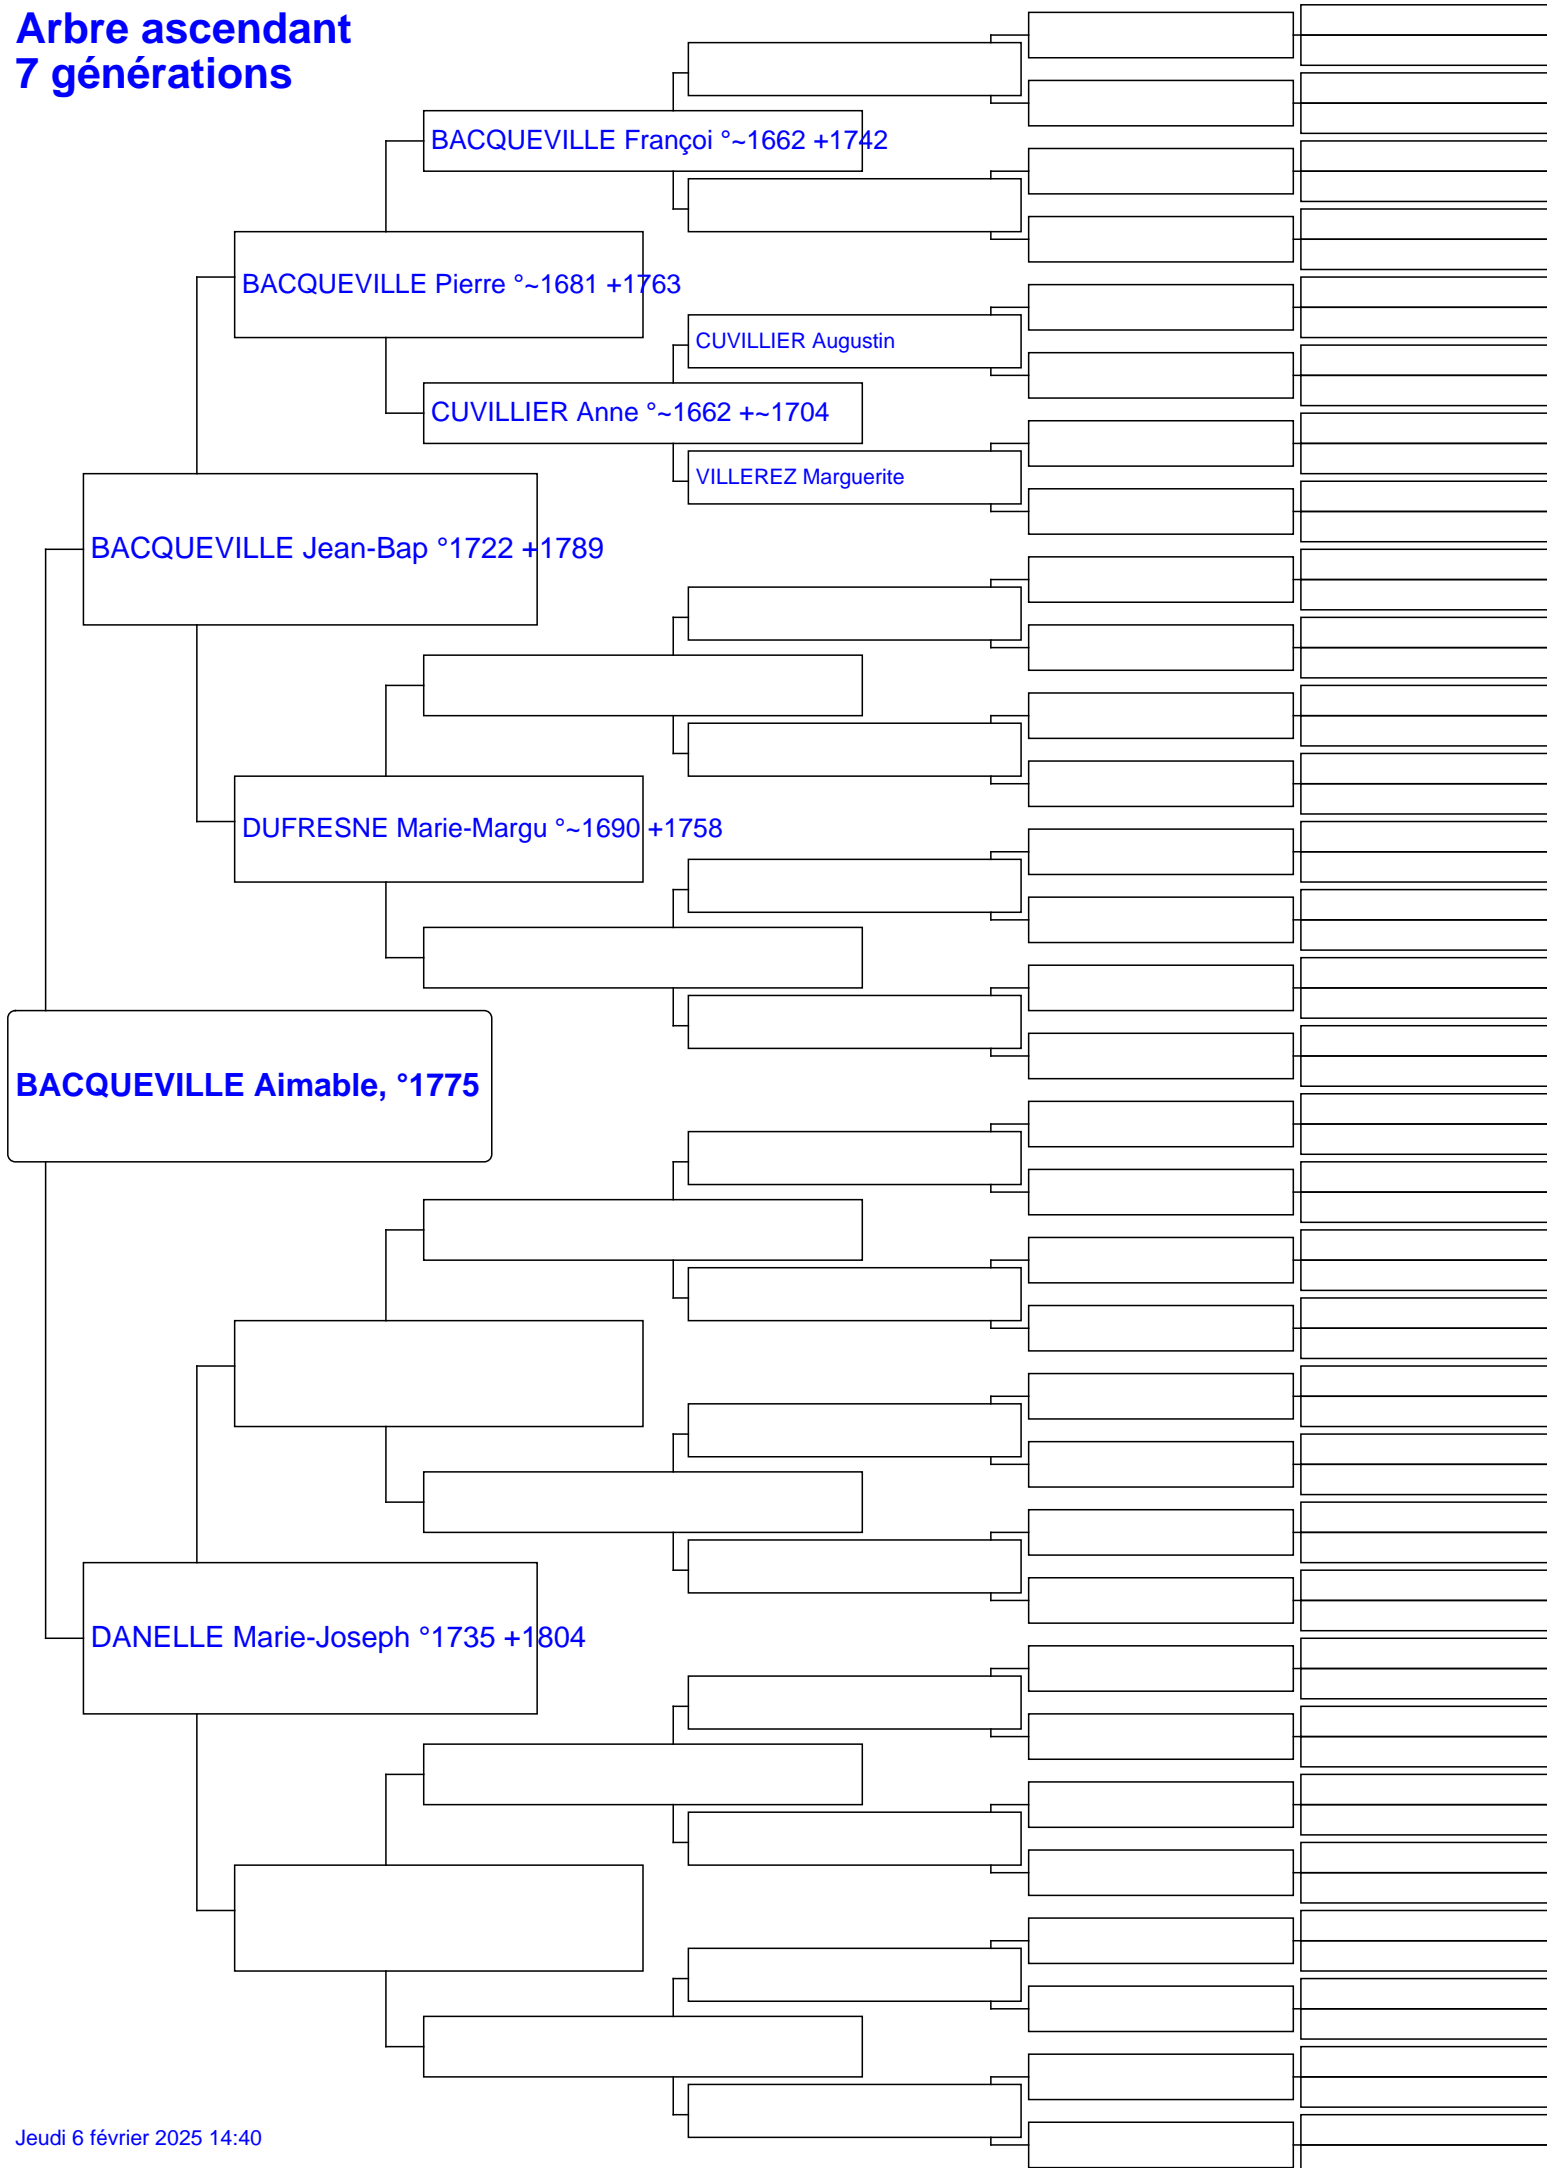 Arbre ascendant
7 générations
BACQUEVILLE Françoi °~1662 +1742
BACQUEVILLE Pierre °~1681 +1763
CUVILLIER Augustin
CUVILLIER Anne °~1662 +~1704
VILLEREZ Marguerite
BACQUEVILLE Jean-Bap °1722 +1789
DUFRESNE Marie-Margu °~1690 +1758
BACQUEVILLE Aimable, °1775
DANELLE Marie-Joseph °1735 +1804
Jeudi 6 février 2025 14:40